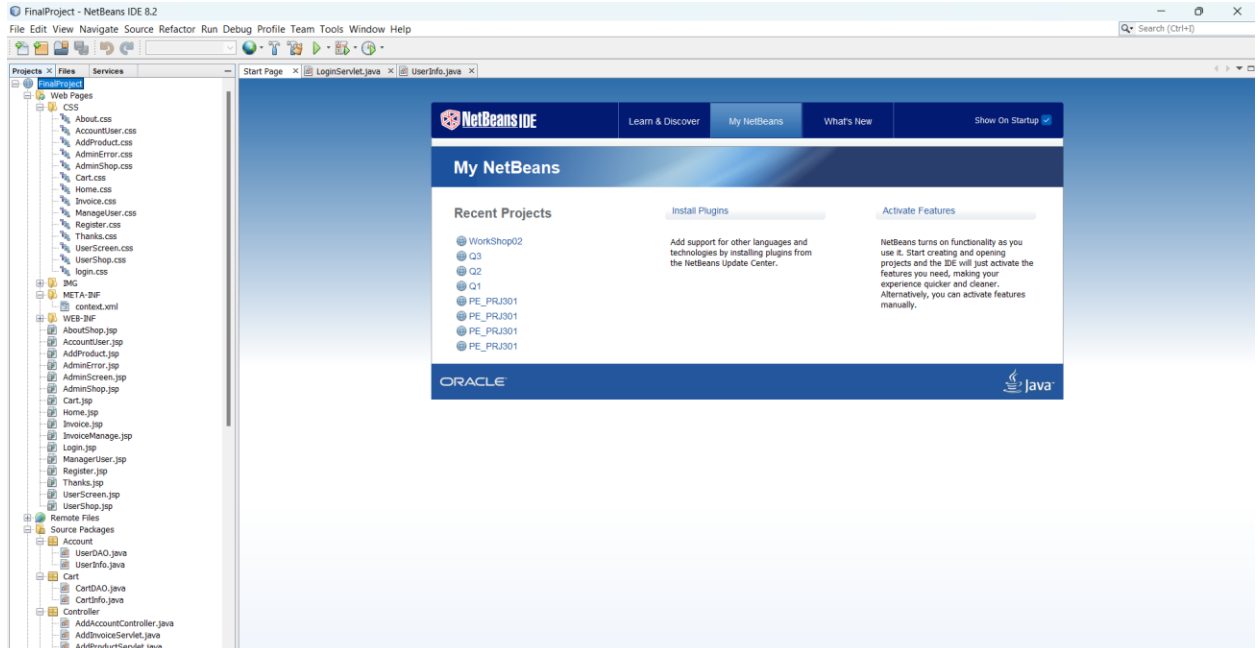 FinalProject - NetBeans IDE 8.2
File Edit View Navigate Source Refactor Run Debug Profile Team Tools Window Help
Search (Ctrl+I)
Projects Files Services
Start Page LoginServlet.java UserInfo.java
FinalProject
Web Pages
CSS
About.css
AccountUser.css
AddProduct.css
AdminError.css
AdminShop.css
Cart.css
Home.css
Invoice.css
ManageUser.css
Register.css
Thanks.css
UserScreen.css
UserShop.css
login.css
IMG
META-INF
context.xml
WEB-INF
AboutShop.jsp
AccountUser.jsp
AddProduct.jsp
AdminError.jsp
AdminScreen.jsp
AdminShop.jsp
Cart.jsp
Home.jsp
Invoice.jsp
InvoiceManage.jsp
Login.jsp
ManagerUser.jsp
Register.jsp
Thanks.jsp
UserScreen.jsp
UserShop.jsp
Remote Files
Source Packages
Account
UserDAO.java
UserInfo.java
Cart
CartDAO.java
CartInfo.java
Controller
AddAccountController.java
AddInvoiceServlet.java
AddProductServlet.java
NetBeans IDE
Learn & Discover
My NetBeans
What's New
Show On Startup
My NetBeans
Recent Projects
WorkShop02
Q3
Q2
Q1
PE_PRJ301
PE_PRJ301
PE_PRJ301
PE_PRJ301
Install Plugins
Add support for other languages and
technologies by installing plugins from
the NetBeans Update Center.
Activate Features
NetBeans turns on functionality as you
use it. Start creating and opening
projects and the IDE will just activate the
features you need, making your
experience quicker and cleaner.
Alternatively, you can activate features
manually.
ORACLE
Java